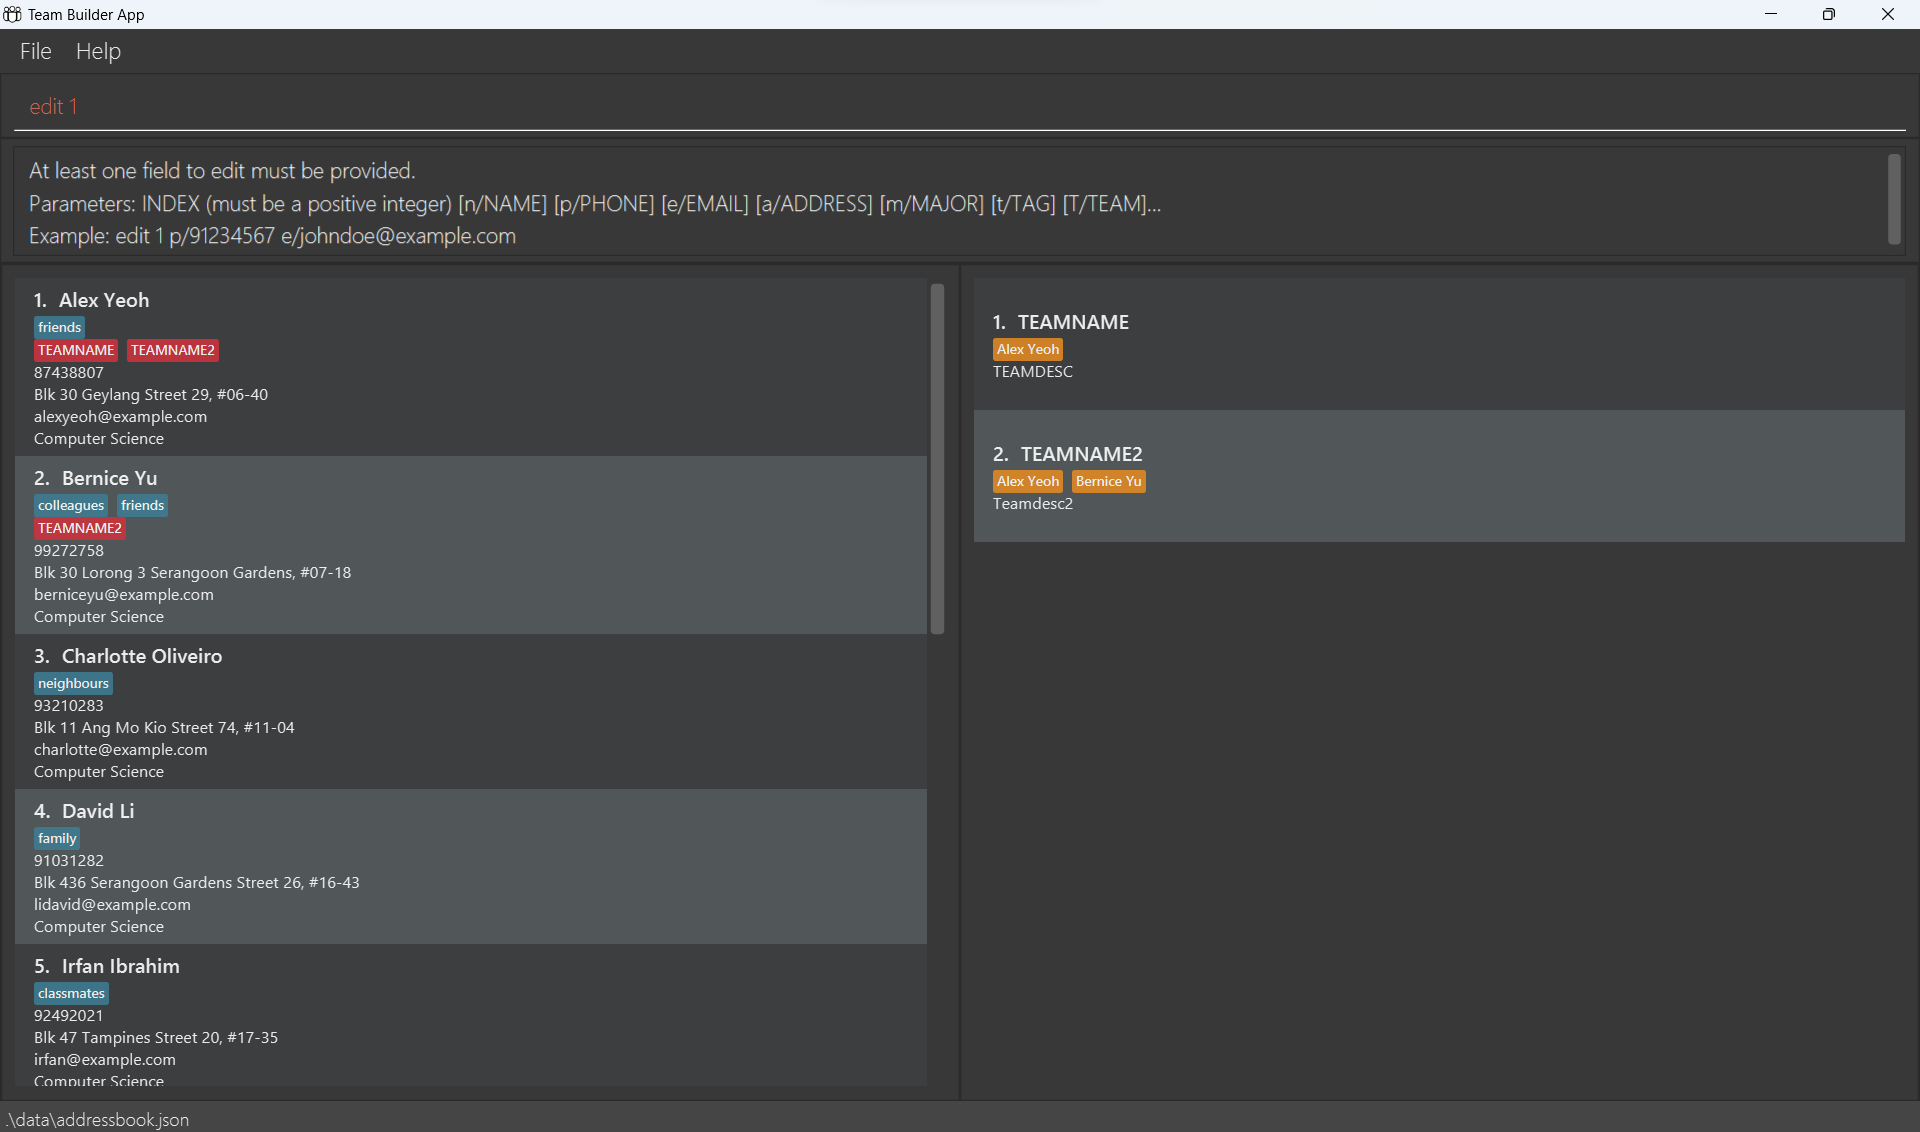 Team Builder App
File Help
edit 1
At least one field to edit must be provided.
Parameters: INDEX (must be a positive integer) [n/NAME] [p/PHONE] [e/EMAIL] [a/ADDRESS] [m/MAJOR] [t/TAG] [T/TEAM]...
Example: edit 1 p/91234567 e/johndoe@example.com
1. Alex Yeoh
friends
TEAMNAME TEAMNAME2
87438807
Blk 30 Geylang Street 29, #06-40
alexyeoh@example.com
Computer Science
2. Bernice Yu
colleagues friends
TEAMNAME2
99272758
Blk 30 Lorong 3 Serangoon Gardens, #07-18
berniceyu@example.com
Computer Science
3. Charlotte Oliveiro
neighbours
93210283
Blk 11 Ang Mo Kio Street 74, #11-04
charlotte@example.com
Computer Science
4. David Li
family
91031282
Blk 436 Serangoon Gardens Street 26, #16-43
lidavid@example.com
Computer Science
5. Irfan Ibrahim
classmates
92492021
Blk 47 Tampines Street 20, #17-35
irfan@example.com
Computer Science
1. TEAMNAME
Alex Yeoh
TEAMDESC
2. TEAMNAME2
Alex Yeoh Bernice Yu
Teamdesc2
.\data\addressbook.json